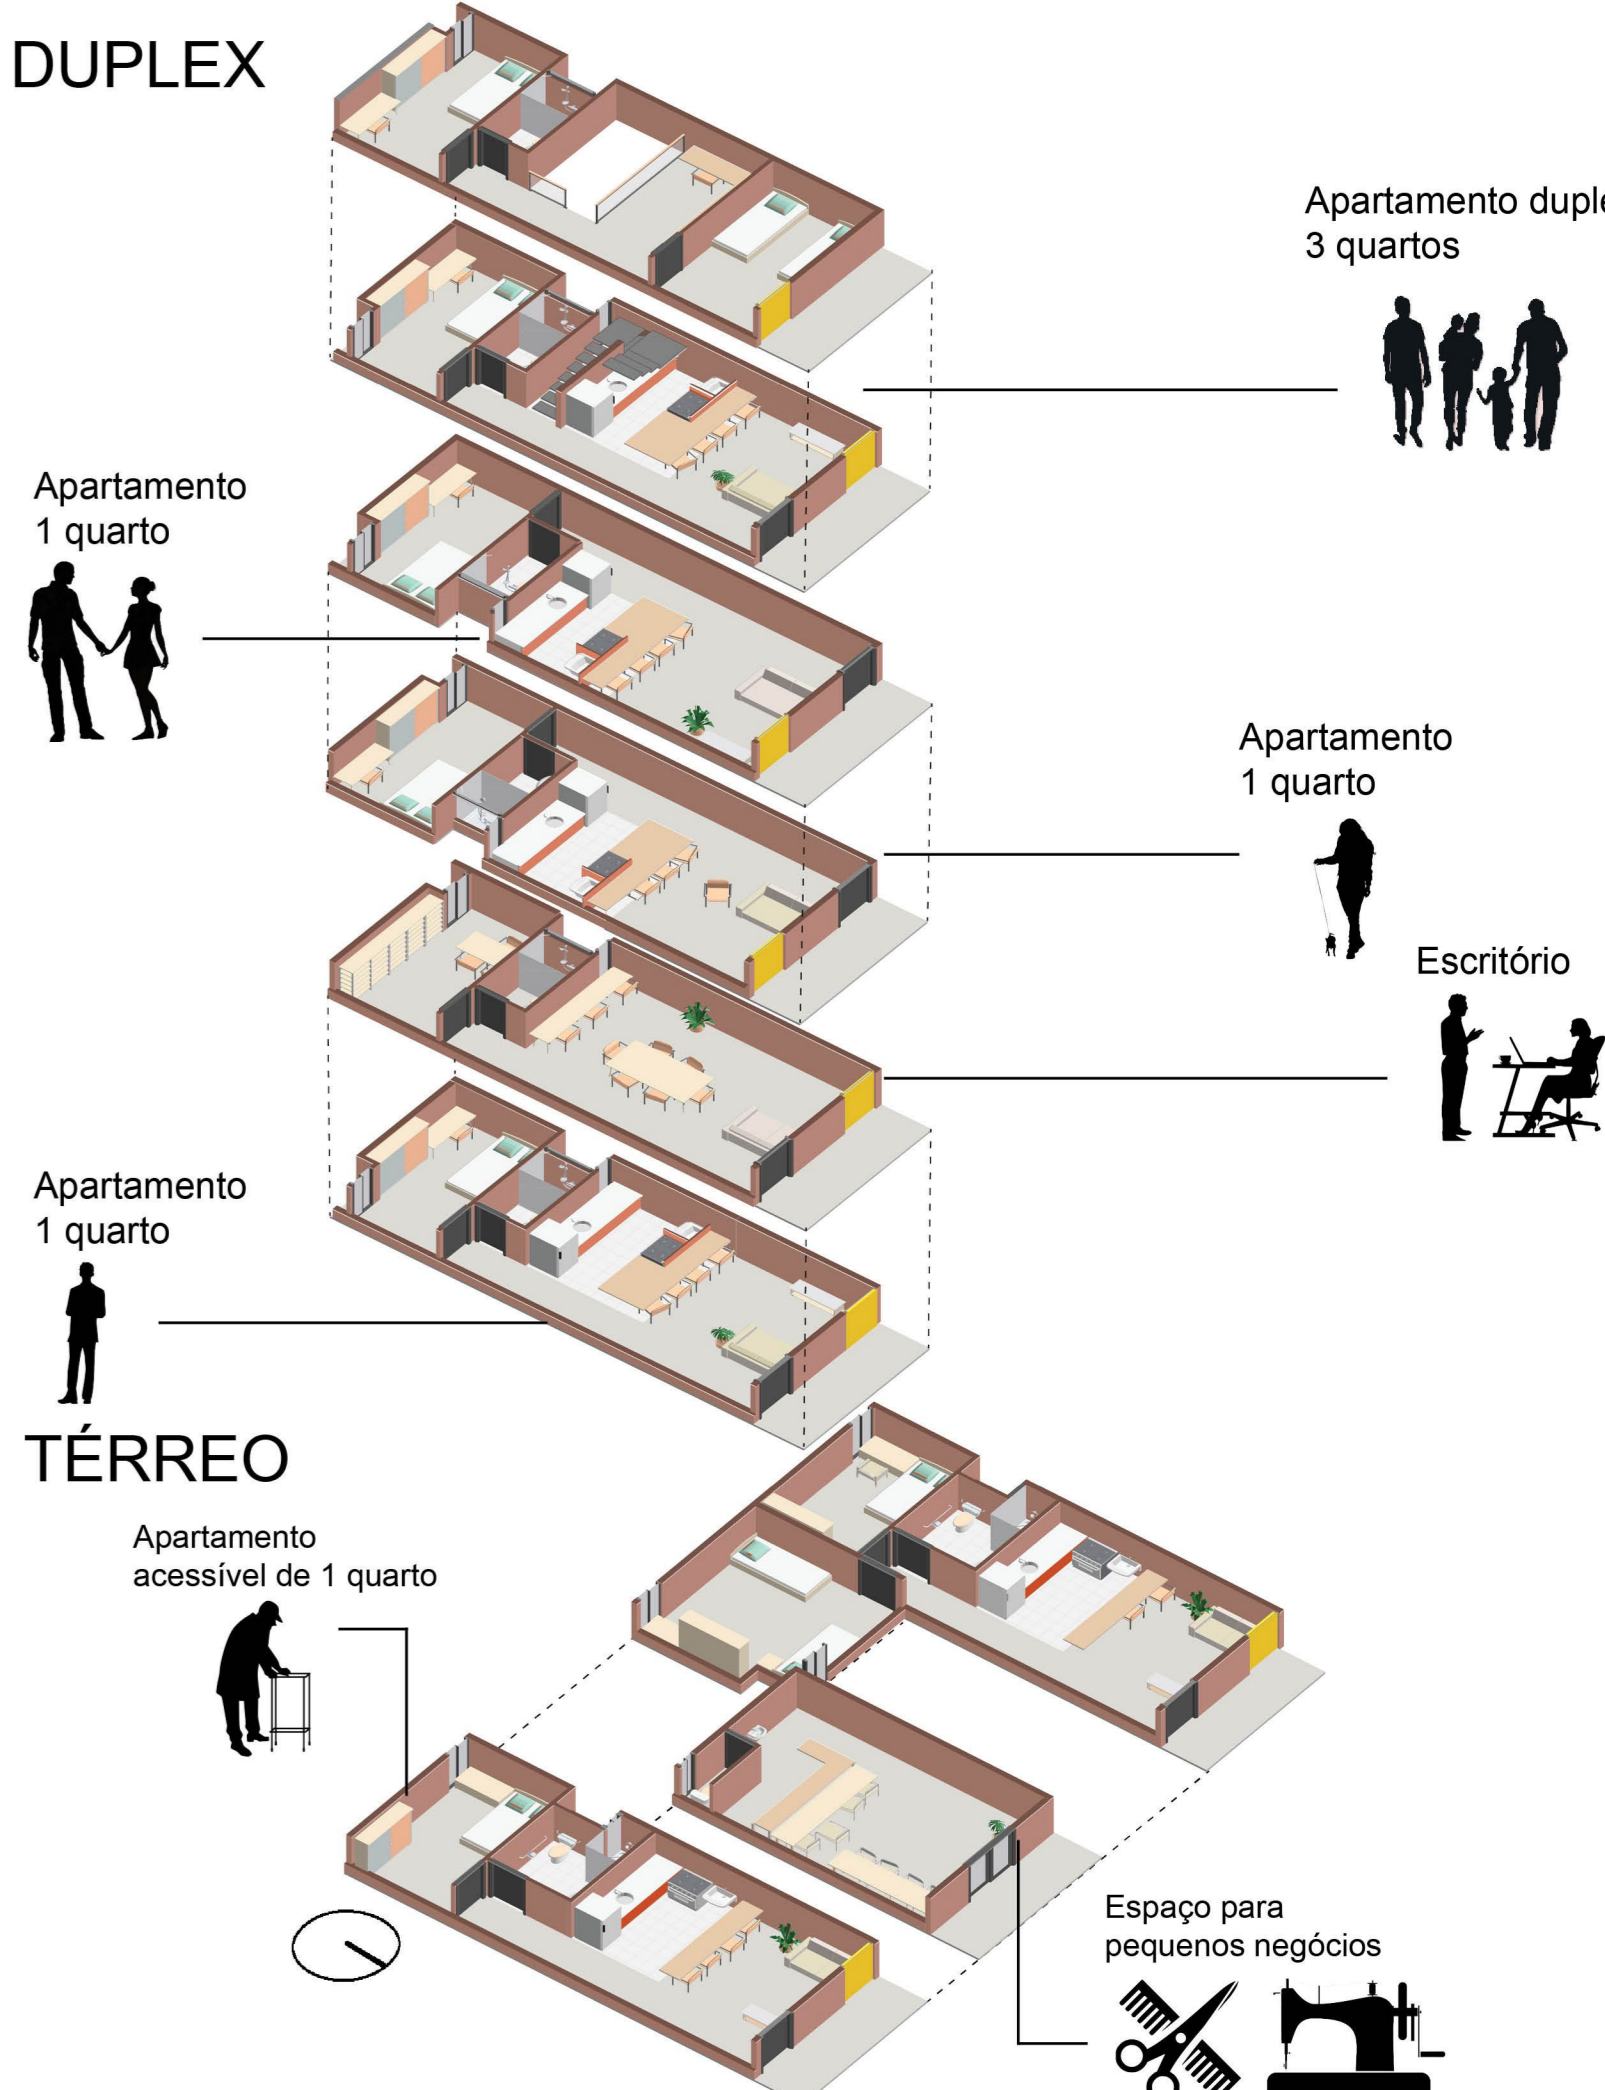 DUPLEX
Apartamento
3 quartos
Apartamento
1 quarto
Apartamento
1 quarto
Escritório
Apartamento
1 quarto
TÉRREO
Apartamento
acessível de 1 quarto
Espaço para
pequenos negócios